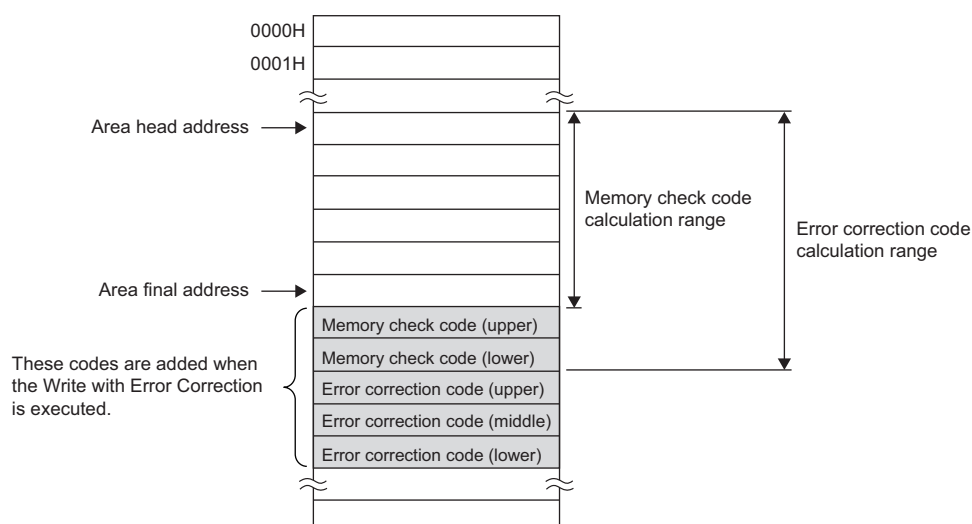 0000H
0001H
Area head address
Memory check code
calculation range
Error correction code
calculation range
Area final address
Memory check code (upper)
Memory check code (lower)
Error correction code (upper)
Error correction code (middle)
Error correction code (lower)
These codes are added when
the Write with Error Correction
is executed.